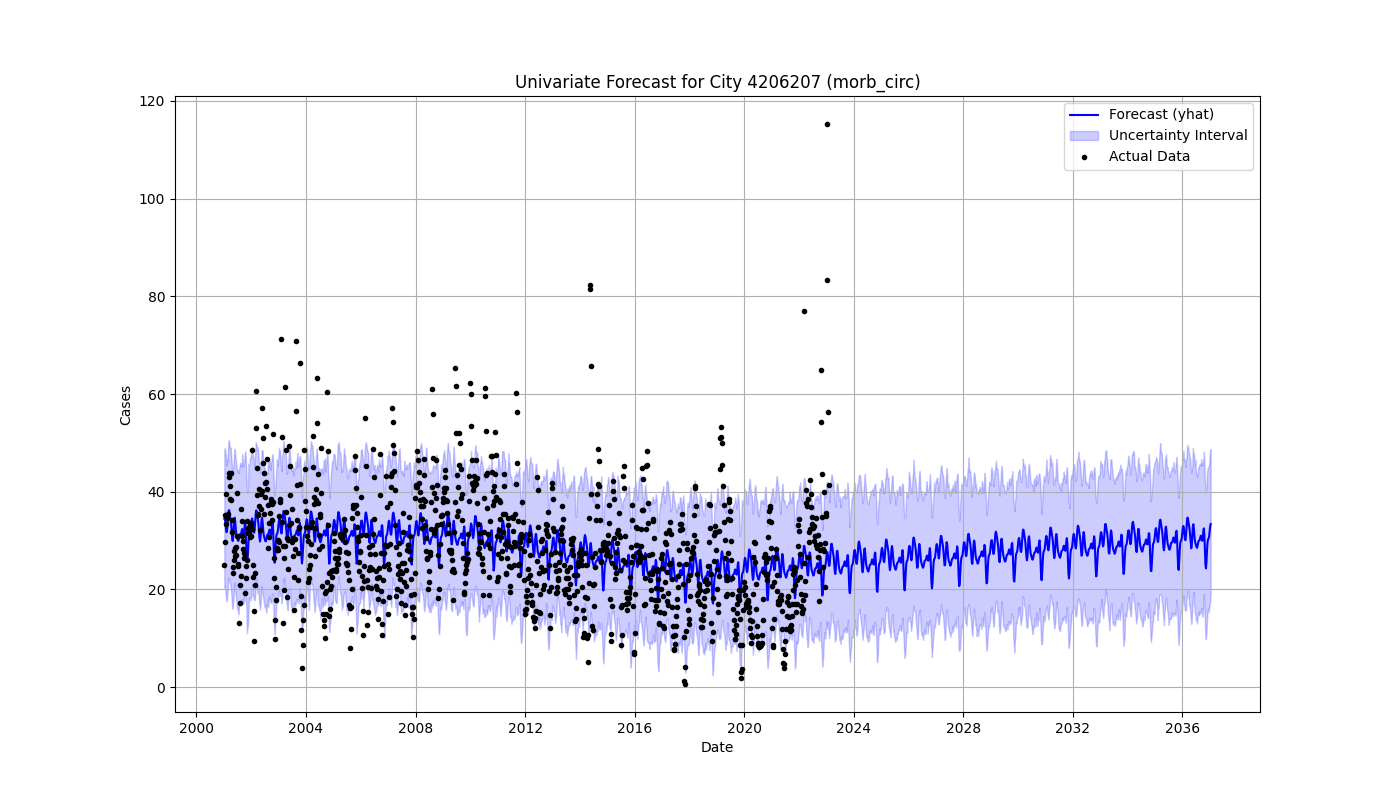 Univariate Forecast for City 4206207 (morb_circ)
Forecast (yhat)
Uncertainty Interval
Actual Data
120
100
80
60
40
20
0
Cases
2000 2004 2008 2012 2016 2020 2024 2028 2032 2036
Date